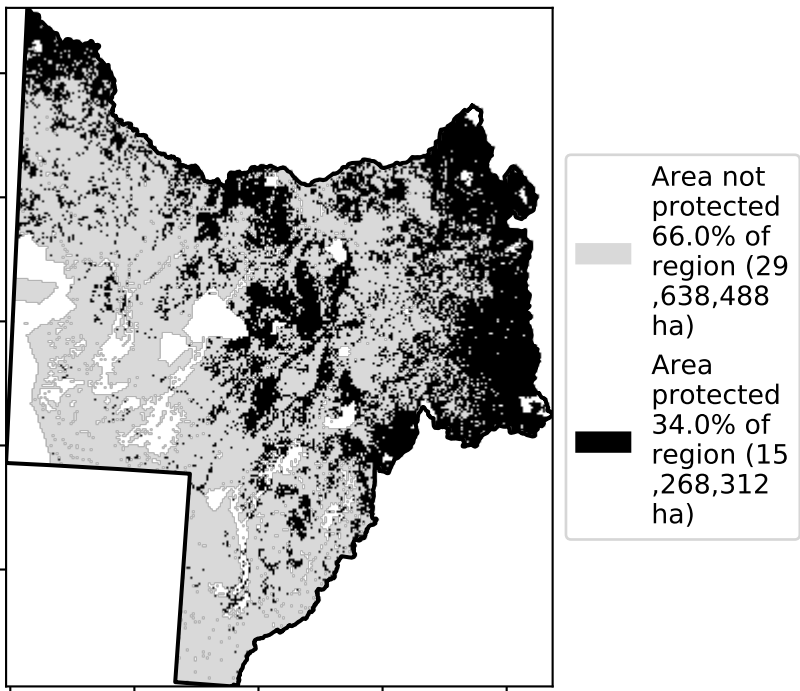 Area not
protected
66.0% of
region (29
,638,488
ha)
Area
protected
34.0% of
region (15
,268,312
ha)